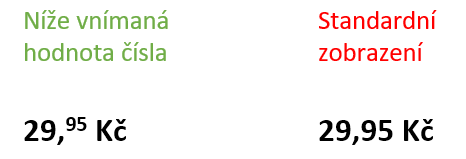 Níže vnímaná
hodnota čísla
Standardní
zobrazení
29,95 Kč
29,95 Kč